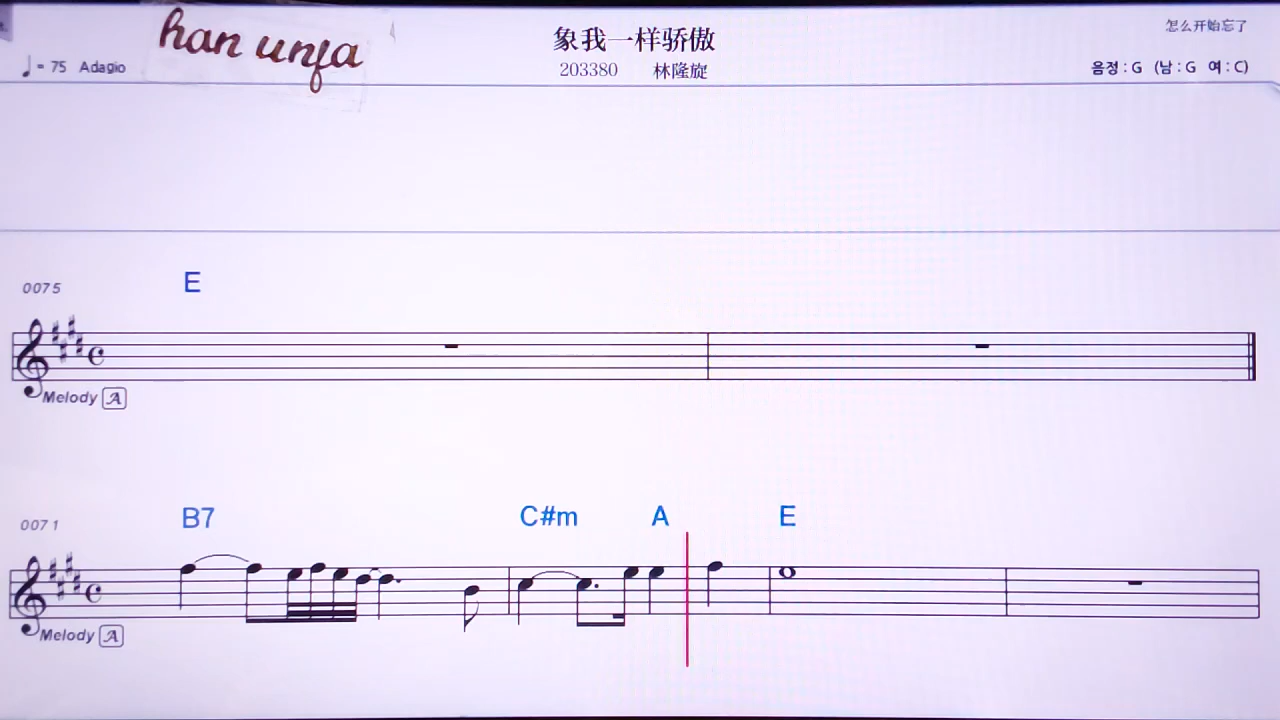 han unfa
象我一样骄傲
怎么开始忘了
♩ = 75 Adagio
203380 林隆旋
음정 : G (남 : G 여 : C)
0075
E
Melody A
0071
B7 C#m A E
Melody A